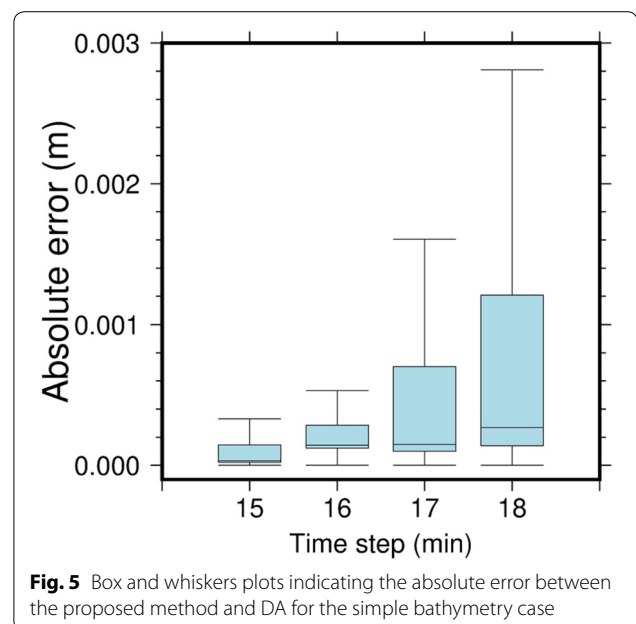 0.003
0.002
0.001
0.000
Absolute error (m)
15 16 17 18
Time step (min)
Fig. 5 Box and whiskers plots indicating the absolute error between
the proposed method and DA for the simple bathymetry case